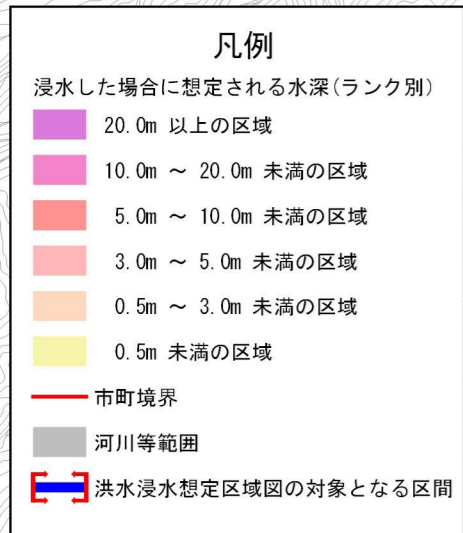 凡例
浸水した場合に想定される水深(ランク別)
20.0m 以上の区域
10.0m ～ 20.0m 未満の区域
5.0m ～ 10.0m 未満の区域
3.0m ～ 5.0m 未満の区域
0.5m ～ 3.0m 未満の区域
0.5m 未満の区域
市町境界
河川等範囲
洪水浸水想定区域図の対象となる区間